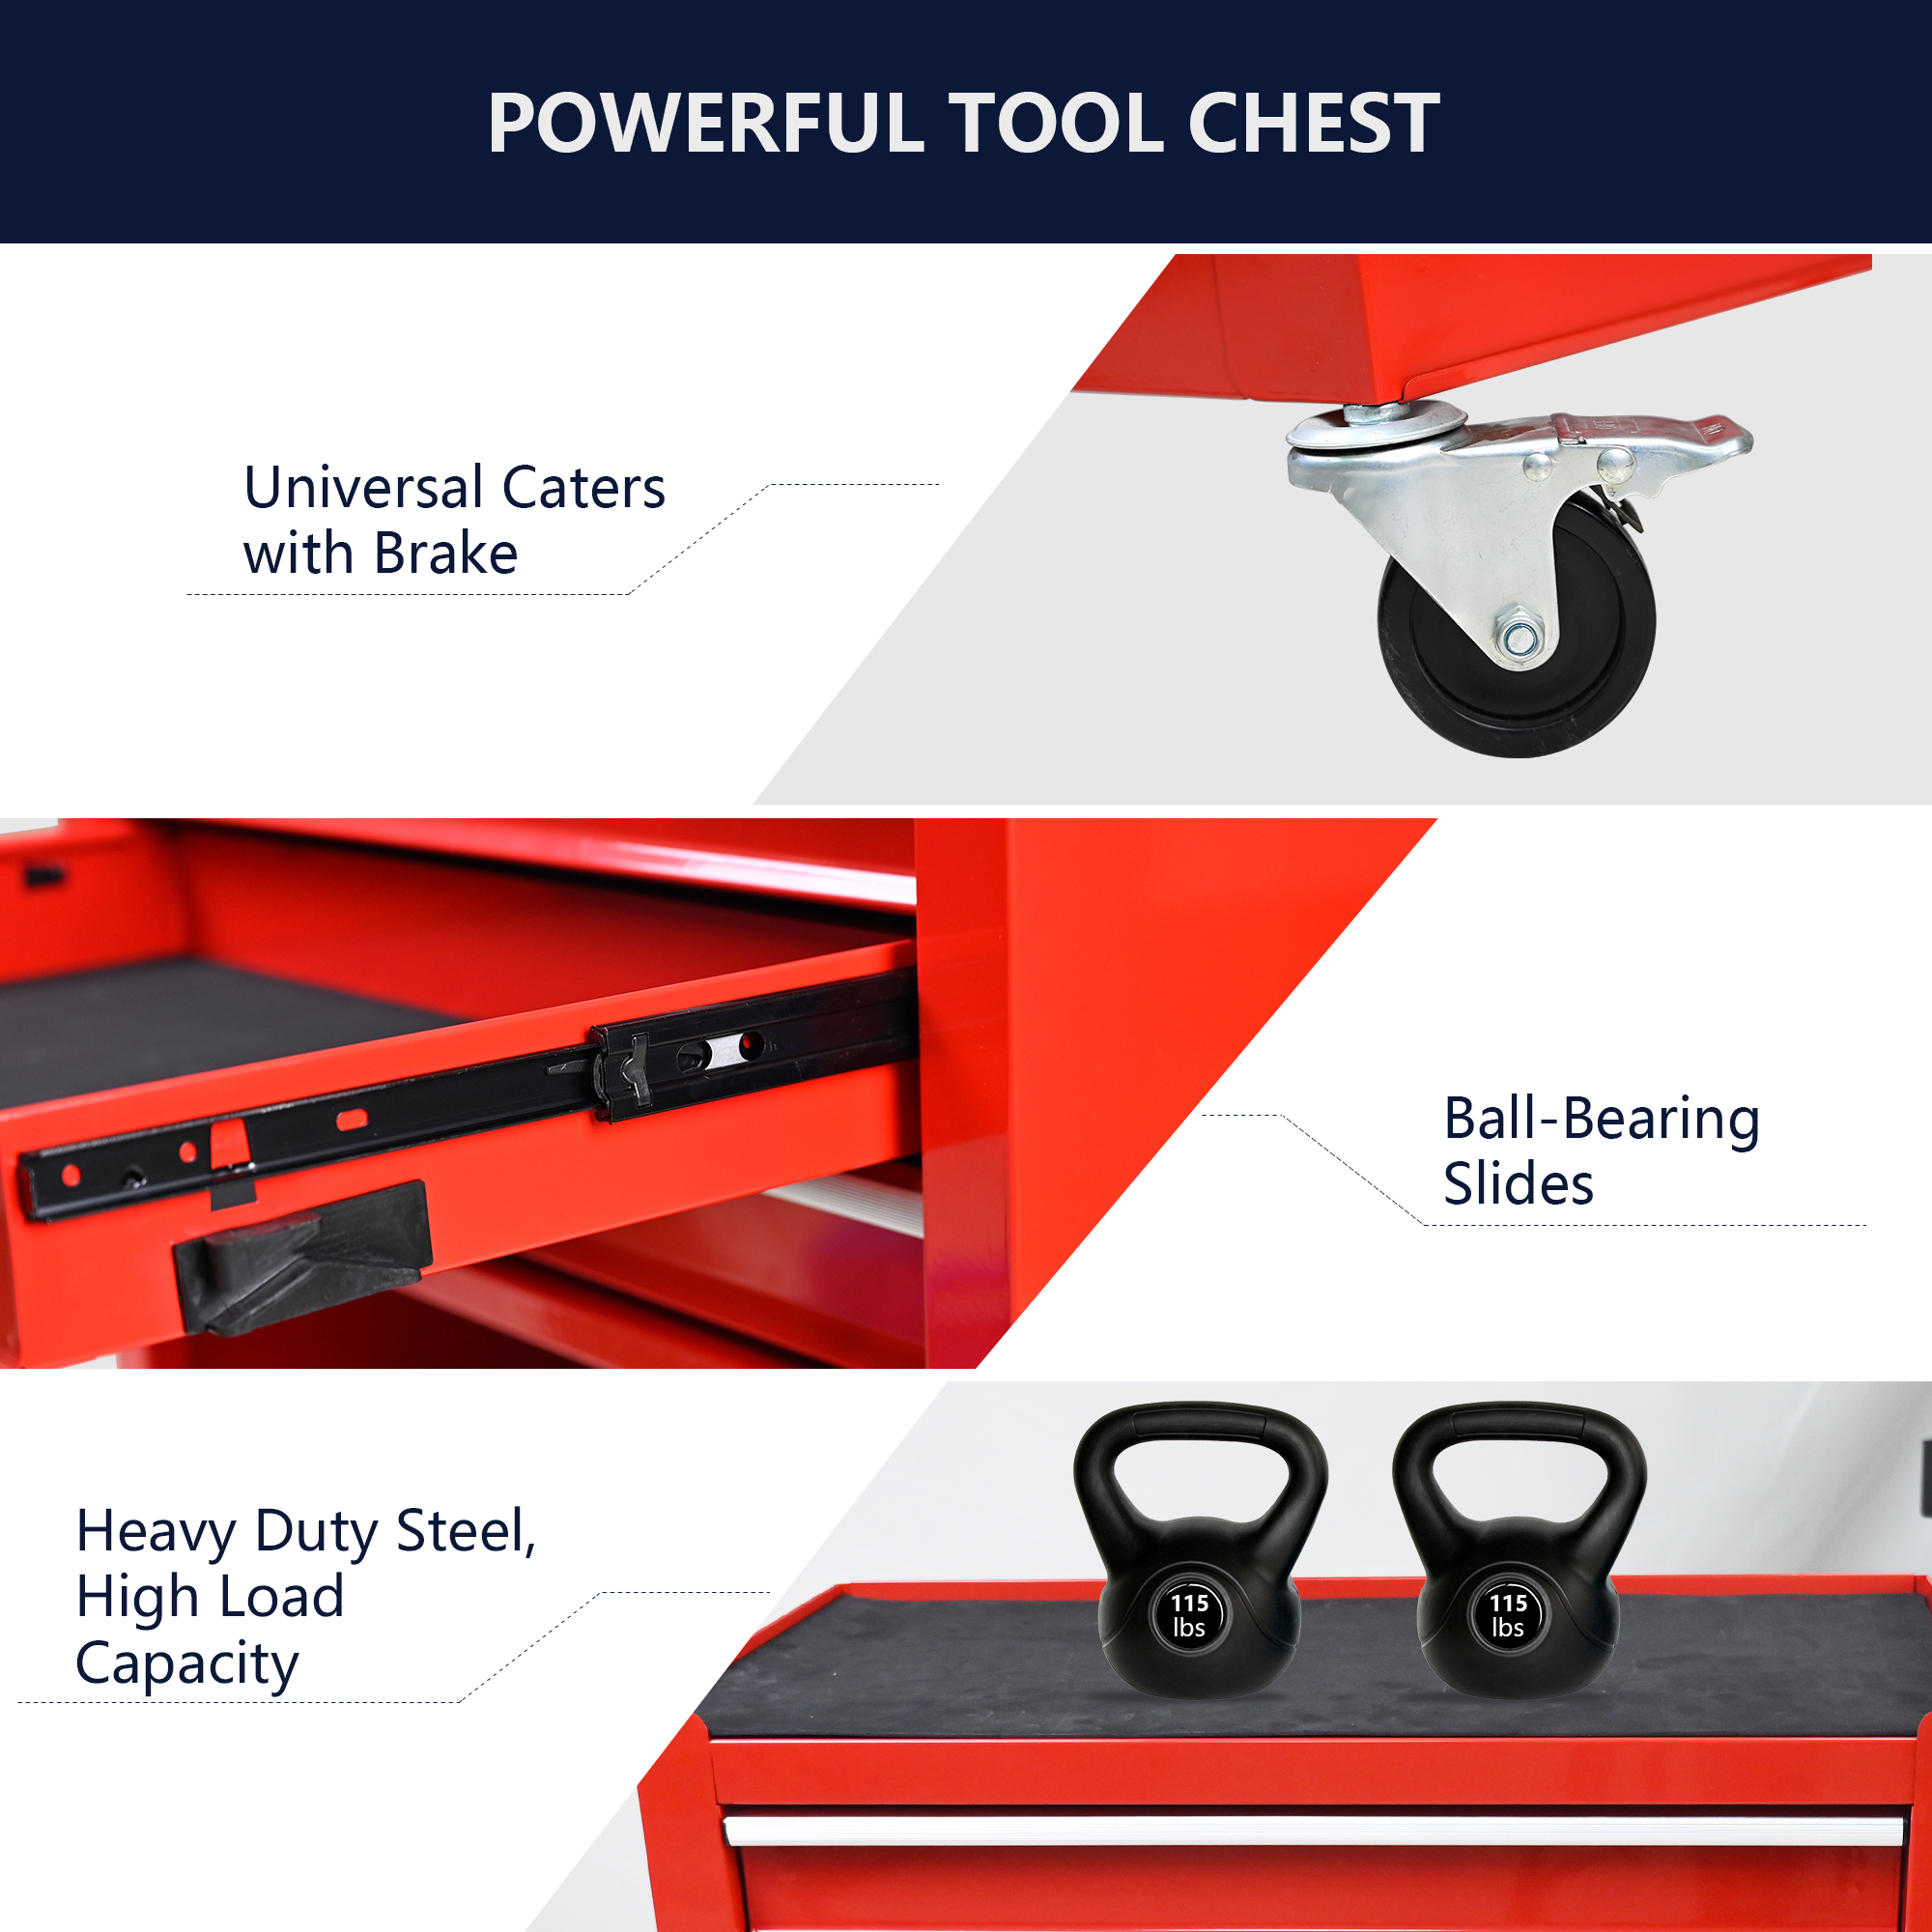 POWERFUL TOOL CHEST
Universal Caters
with Brake
Ball-Bearing
Slides
Heavy Duty Steel,
High Load
Capacity
115
lbs
115
lbs